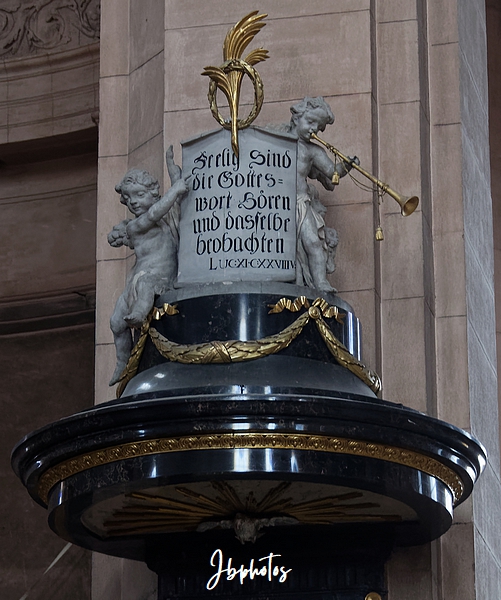 Seelig Sind
die Gottes=
wort Hören
und dasselbe
beobachten
LUC·XI·CXXVIII V
Jbphotos